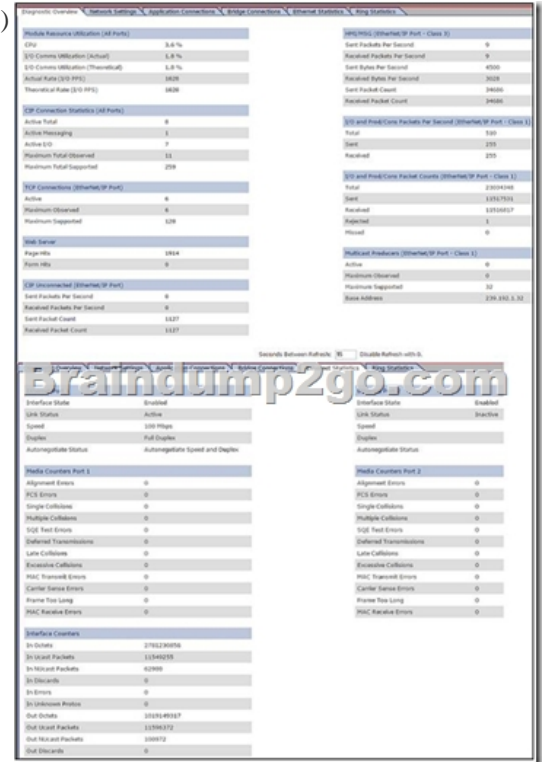 )
Diagnostic Overview Network Settings Application Connections Bridge Connections Ethernet Statistics Ring Statistics
Module Resource Utilization (All Ports)
CPU 3.6 %
I/O Comms Utilization (Actual) 1.8 %
I/O Comms Utilization (Theoretical) 1.8 %
Actual Rate (I/O PPS) 1020
Theoretical Rate (I/O PPS) 1020
CIP Connection Statistics (All Ports)
Active Total 8
Active Messaging 1
Active I/O 7
Maximum Total Observed 11
Maximum Total Supported 259
TCP Connections (EtherNet/IP Port)
Active 6
Maximum Observed 6
Maximum Supported 128
Web Server
Page Hits 1914
Form Hits 0
CIP Unconnected (EtherNet/IP Port)
Sent Packets Per Second 0
Received Packets Per Second 0
Sent Packet Count 1127
Received Packet Count 1127
HMI/MSG (EtherNet/IP Port - Class 3)
Sent Packets Per Second 9
Received Packets Per Second 9
Sent Bytes Per Second 4500
Received Bytes Per Second 3028
Sent Packet Count 34686
Received Packet Count 34686
I/O and Prod/Cons Packets Per Second (EtherNet/IP Port - Class 1)
Total 510
Sent 255
Received 255
I/O and Prod/Cons Packet Counts (EtherNet/IP Port - Class 1)
Total 23034348
Sent 11517531
Received 11516817
Rejected 1
Missed 0
Multicast Producers (EtherNet/IP Port - Class 1)
Active 0
Maximum Observed 0
Maximum Supported 32
Base Address 239.192.1.32
Seconds Between Refresh: 15 Disable Refresh with 0.
Braindump2go.com
Interface State Enabled
Link Status Active
Speed 100 Mbps
Duplex Full Duplex
Autonegotiate Status Autonegotiate Speed and Duplex
Interface State Enabled
Link Status Inactive
Speed
Duplex
Autonegotiate Status
Media Counters Port 1
Alignment Errors 0
FCS Errors 0
Single Collisions 0
Multiple Collisions 0
SQE Test Errors 0
Deferred Transmissions 0
Late Collisions 0
Excessive Collisions 0
MAC Transmit Errors 0
Carrier Sense Errors 0
Frame Too Long 0
MAC Receive Errors 0
Media Counters Port 2
Alignment Errors 0
FCS Errors 0
Single Collisions 0
Multiple Collisions 0
SQE Test Errors 0
Deferred Transmissions 0
Late Collisions 0
Excessive Collisions 0
MAC Transmit Errors 0
Carrier Sense Errors 0
Frame Too Long 0
MAC Receive Errors 0
Interface Counters
In Octets 2701230056
In Ucast Packets 11549255
In NUcast Packets 62999
In Discards 0
In Errors 0
In Unknown Protos 0
Out Octets 1019149317
Out Ucast Packets 11596372
Out NUcast Packets 100972
Out Discards 0